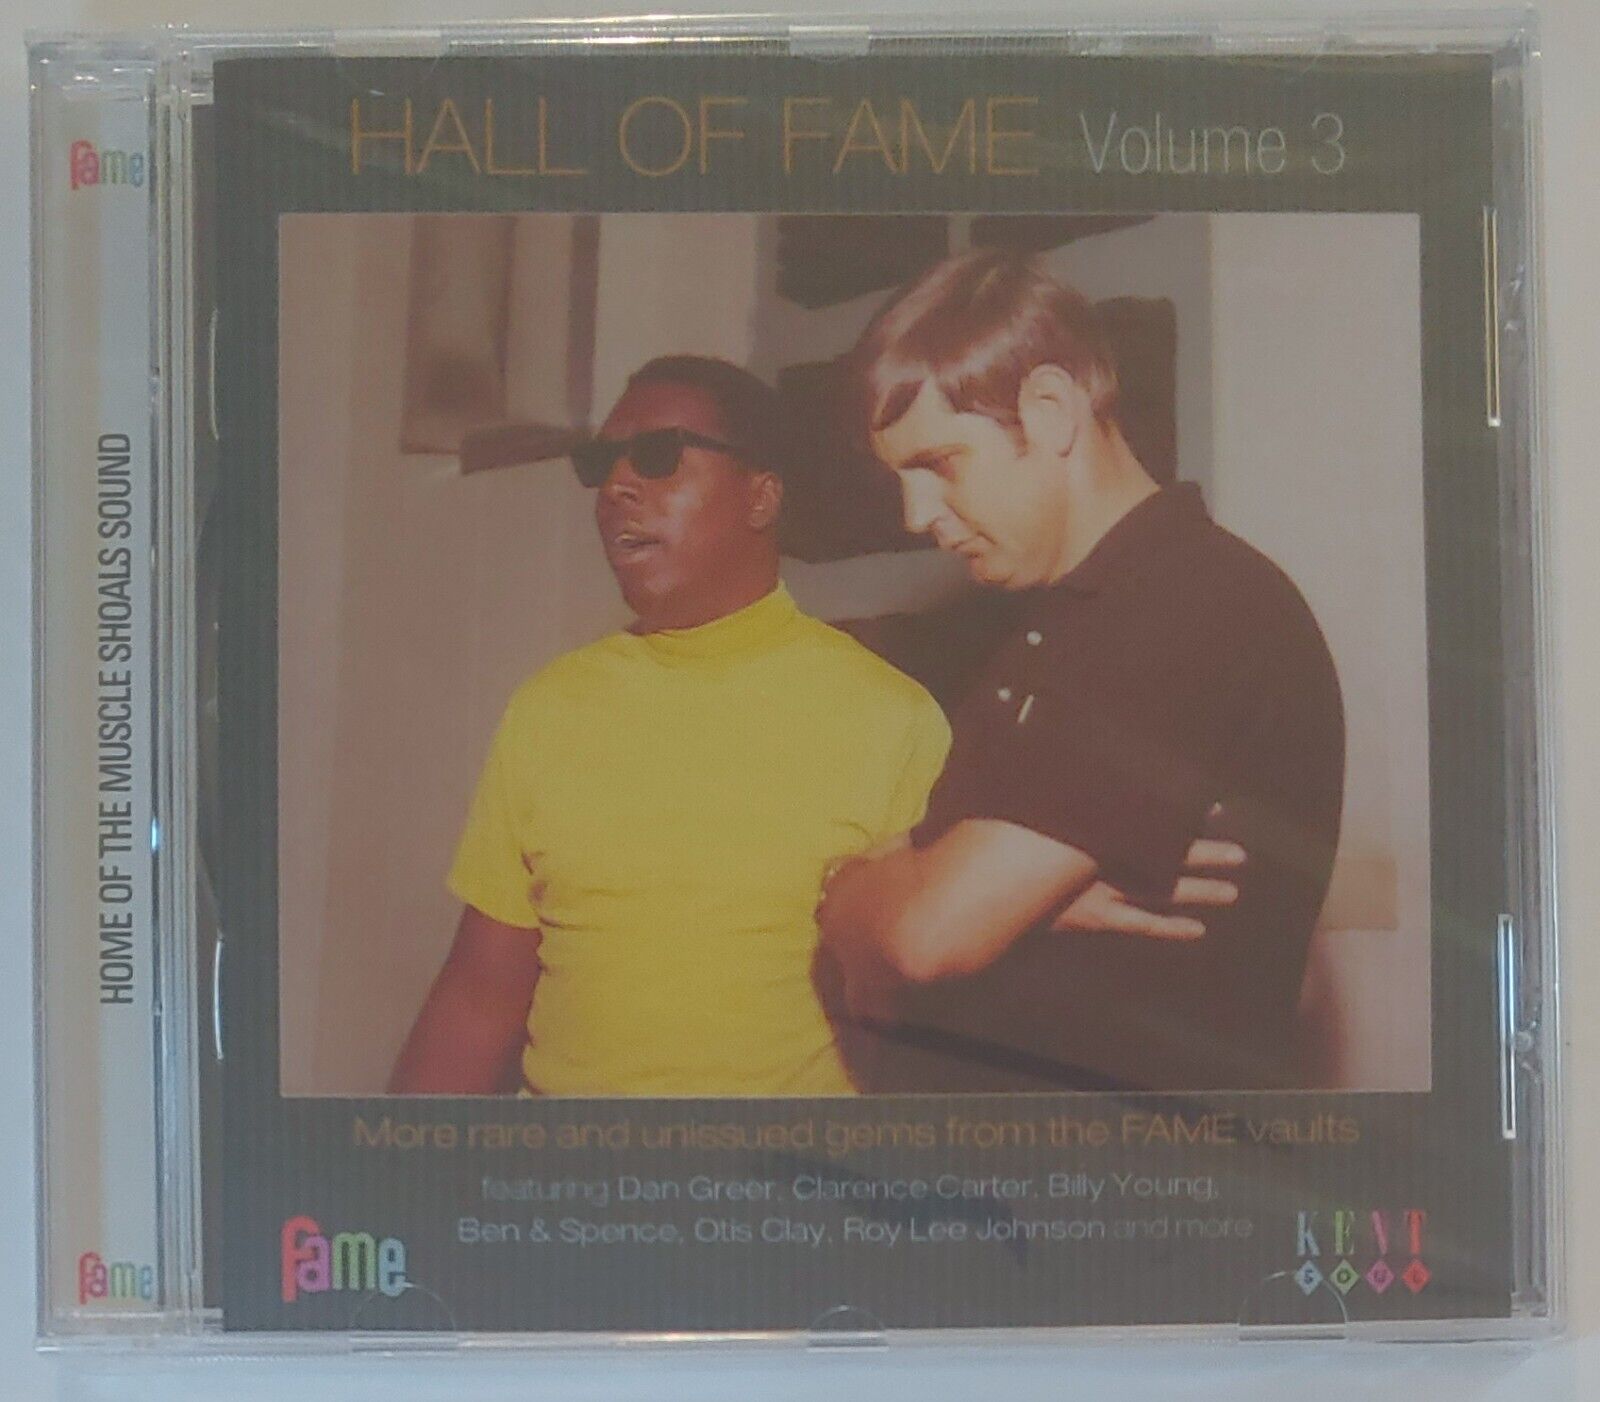 fame
HOME OF THE MUSCLE SHOALS SOUND
fame
HALL OF FAME Volume 3
More rare and unissued gems from the FAME vaults
featuring Dan Greer, Clarence Carter, Billy Young,
Ben & Spence, Otis Clay, Roy Lee Johnson and more
fame
KENT
SOUL